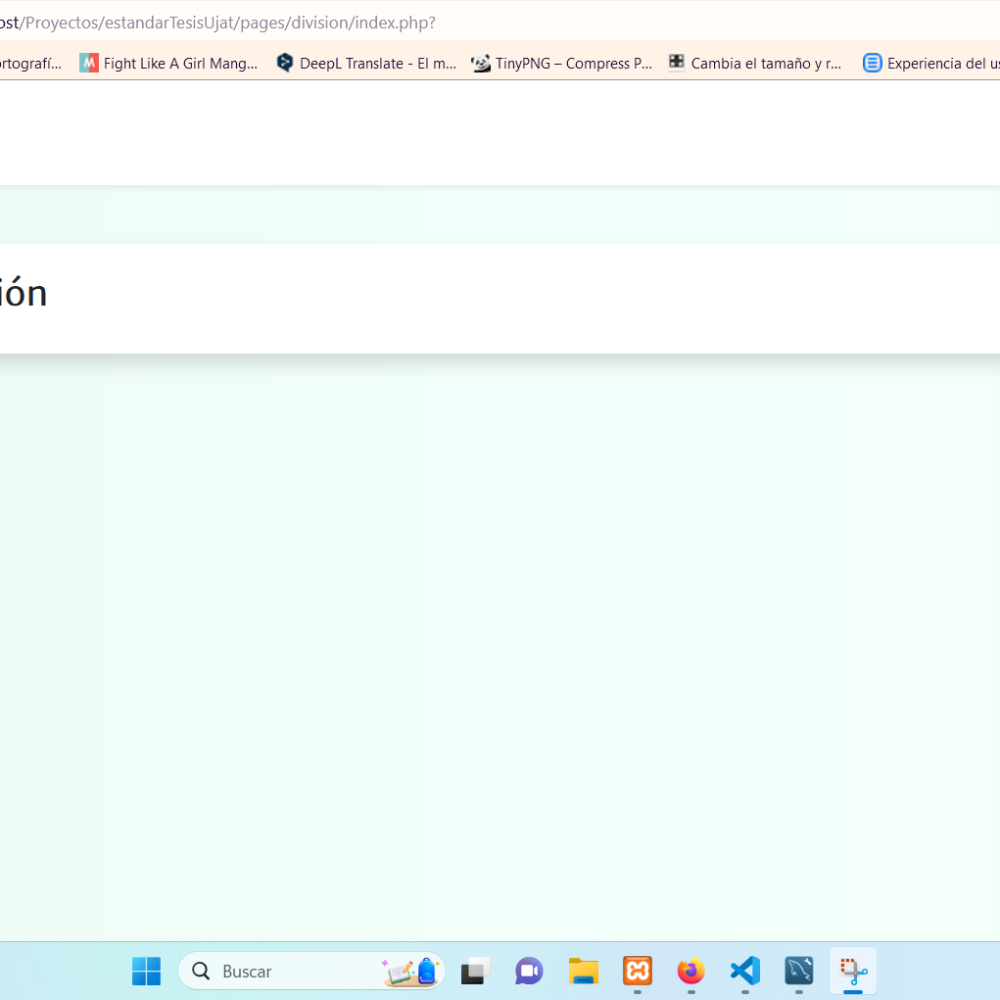 ost/Proyectos/estandarTesisUjat/pages/division/index.php?
ortografí... M Fight Like A Girl Mang... DeepL Translate - El m... TinyPNG – Compress P... Cambia el tamaño y r... Experiencia del us
ión
Buscar